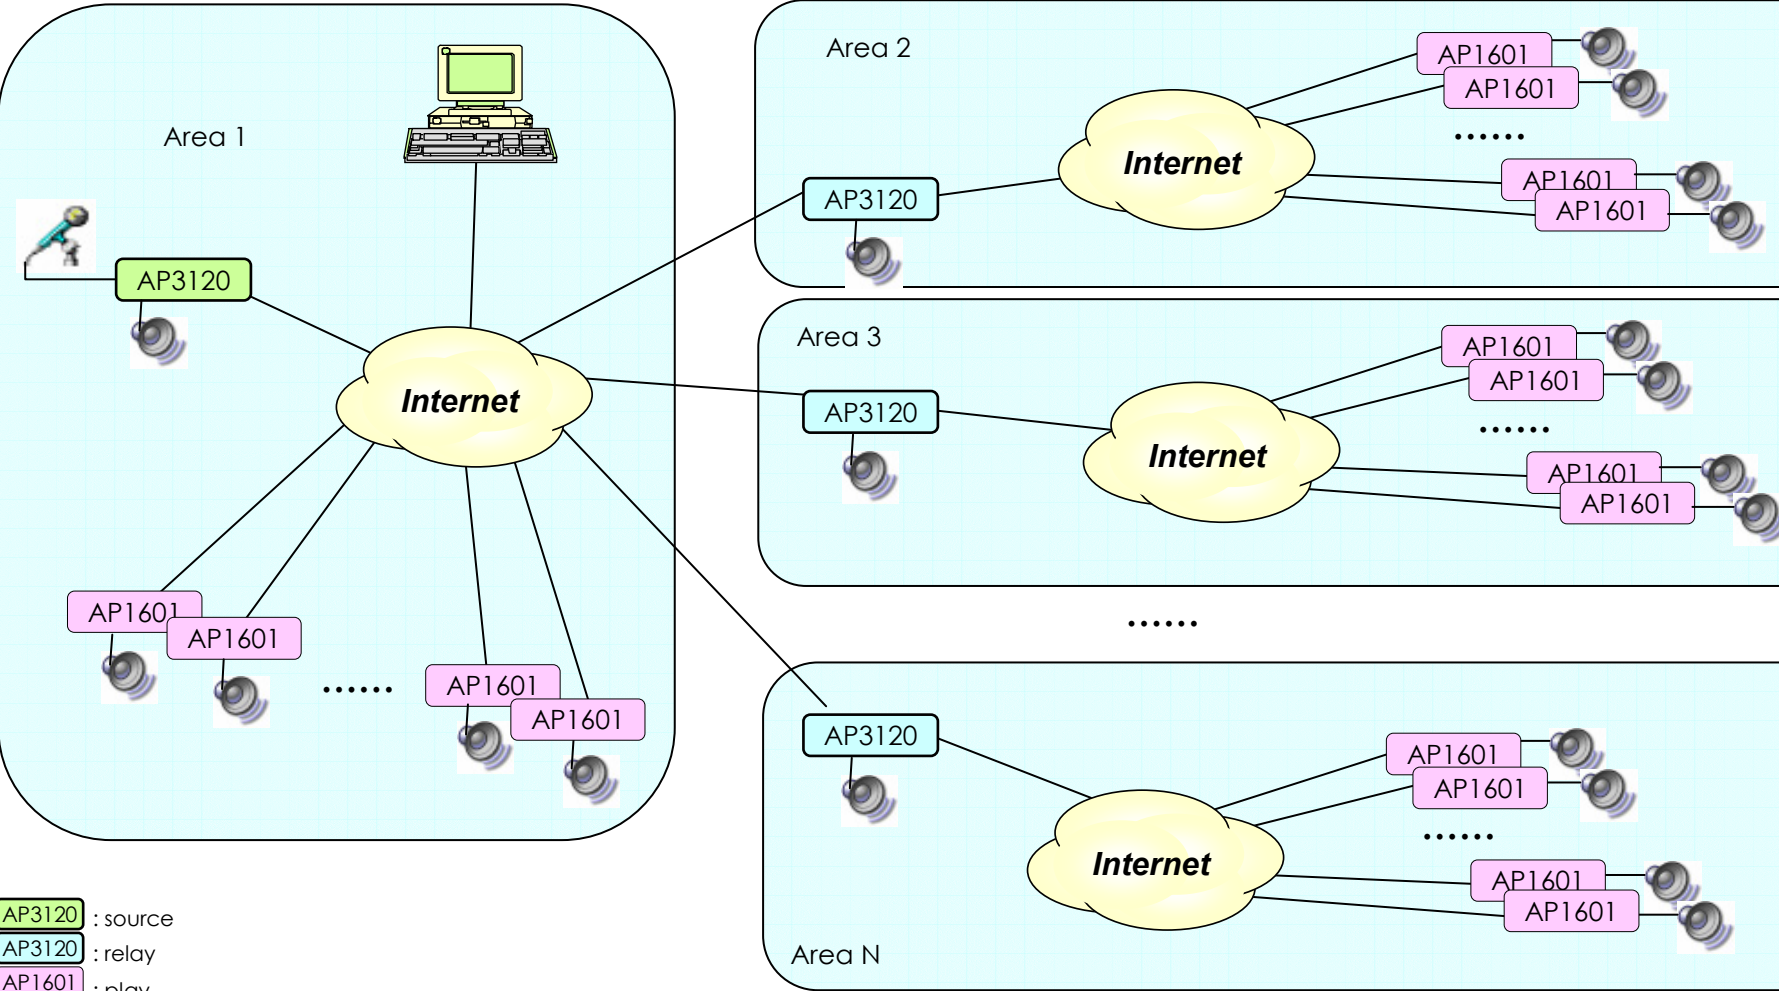 Area 1
AP3120
Internet
AP1601
AP1601
......
AP1601
AP1601
Area 2
AP3120
Internet
AP1601
AP1601
......
AP1601
AP1601
Area 3
AP3120
Internet
AP1601
AP1601
......
AP1601
AP1601
......
Area N
AP3120
Internet
AP1601
AP1601
......
AP1601
AP1601
AP3120 : source
AP3120 : relay
AP1601 : play